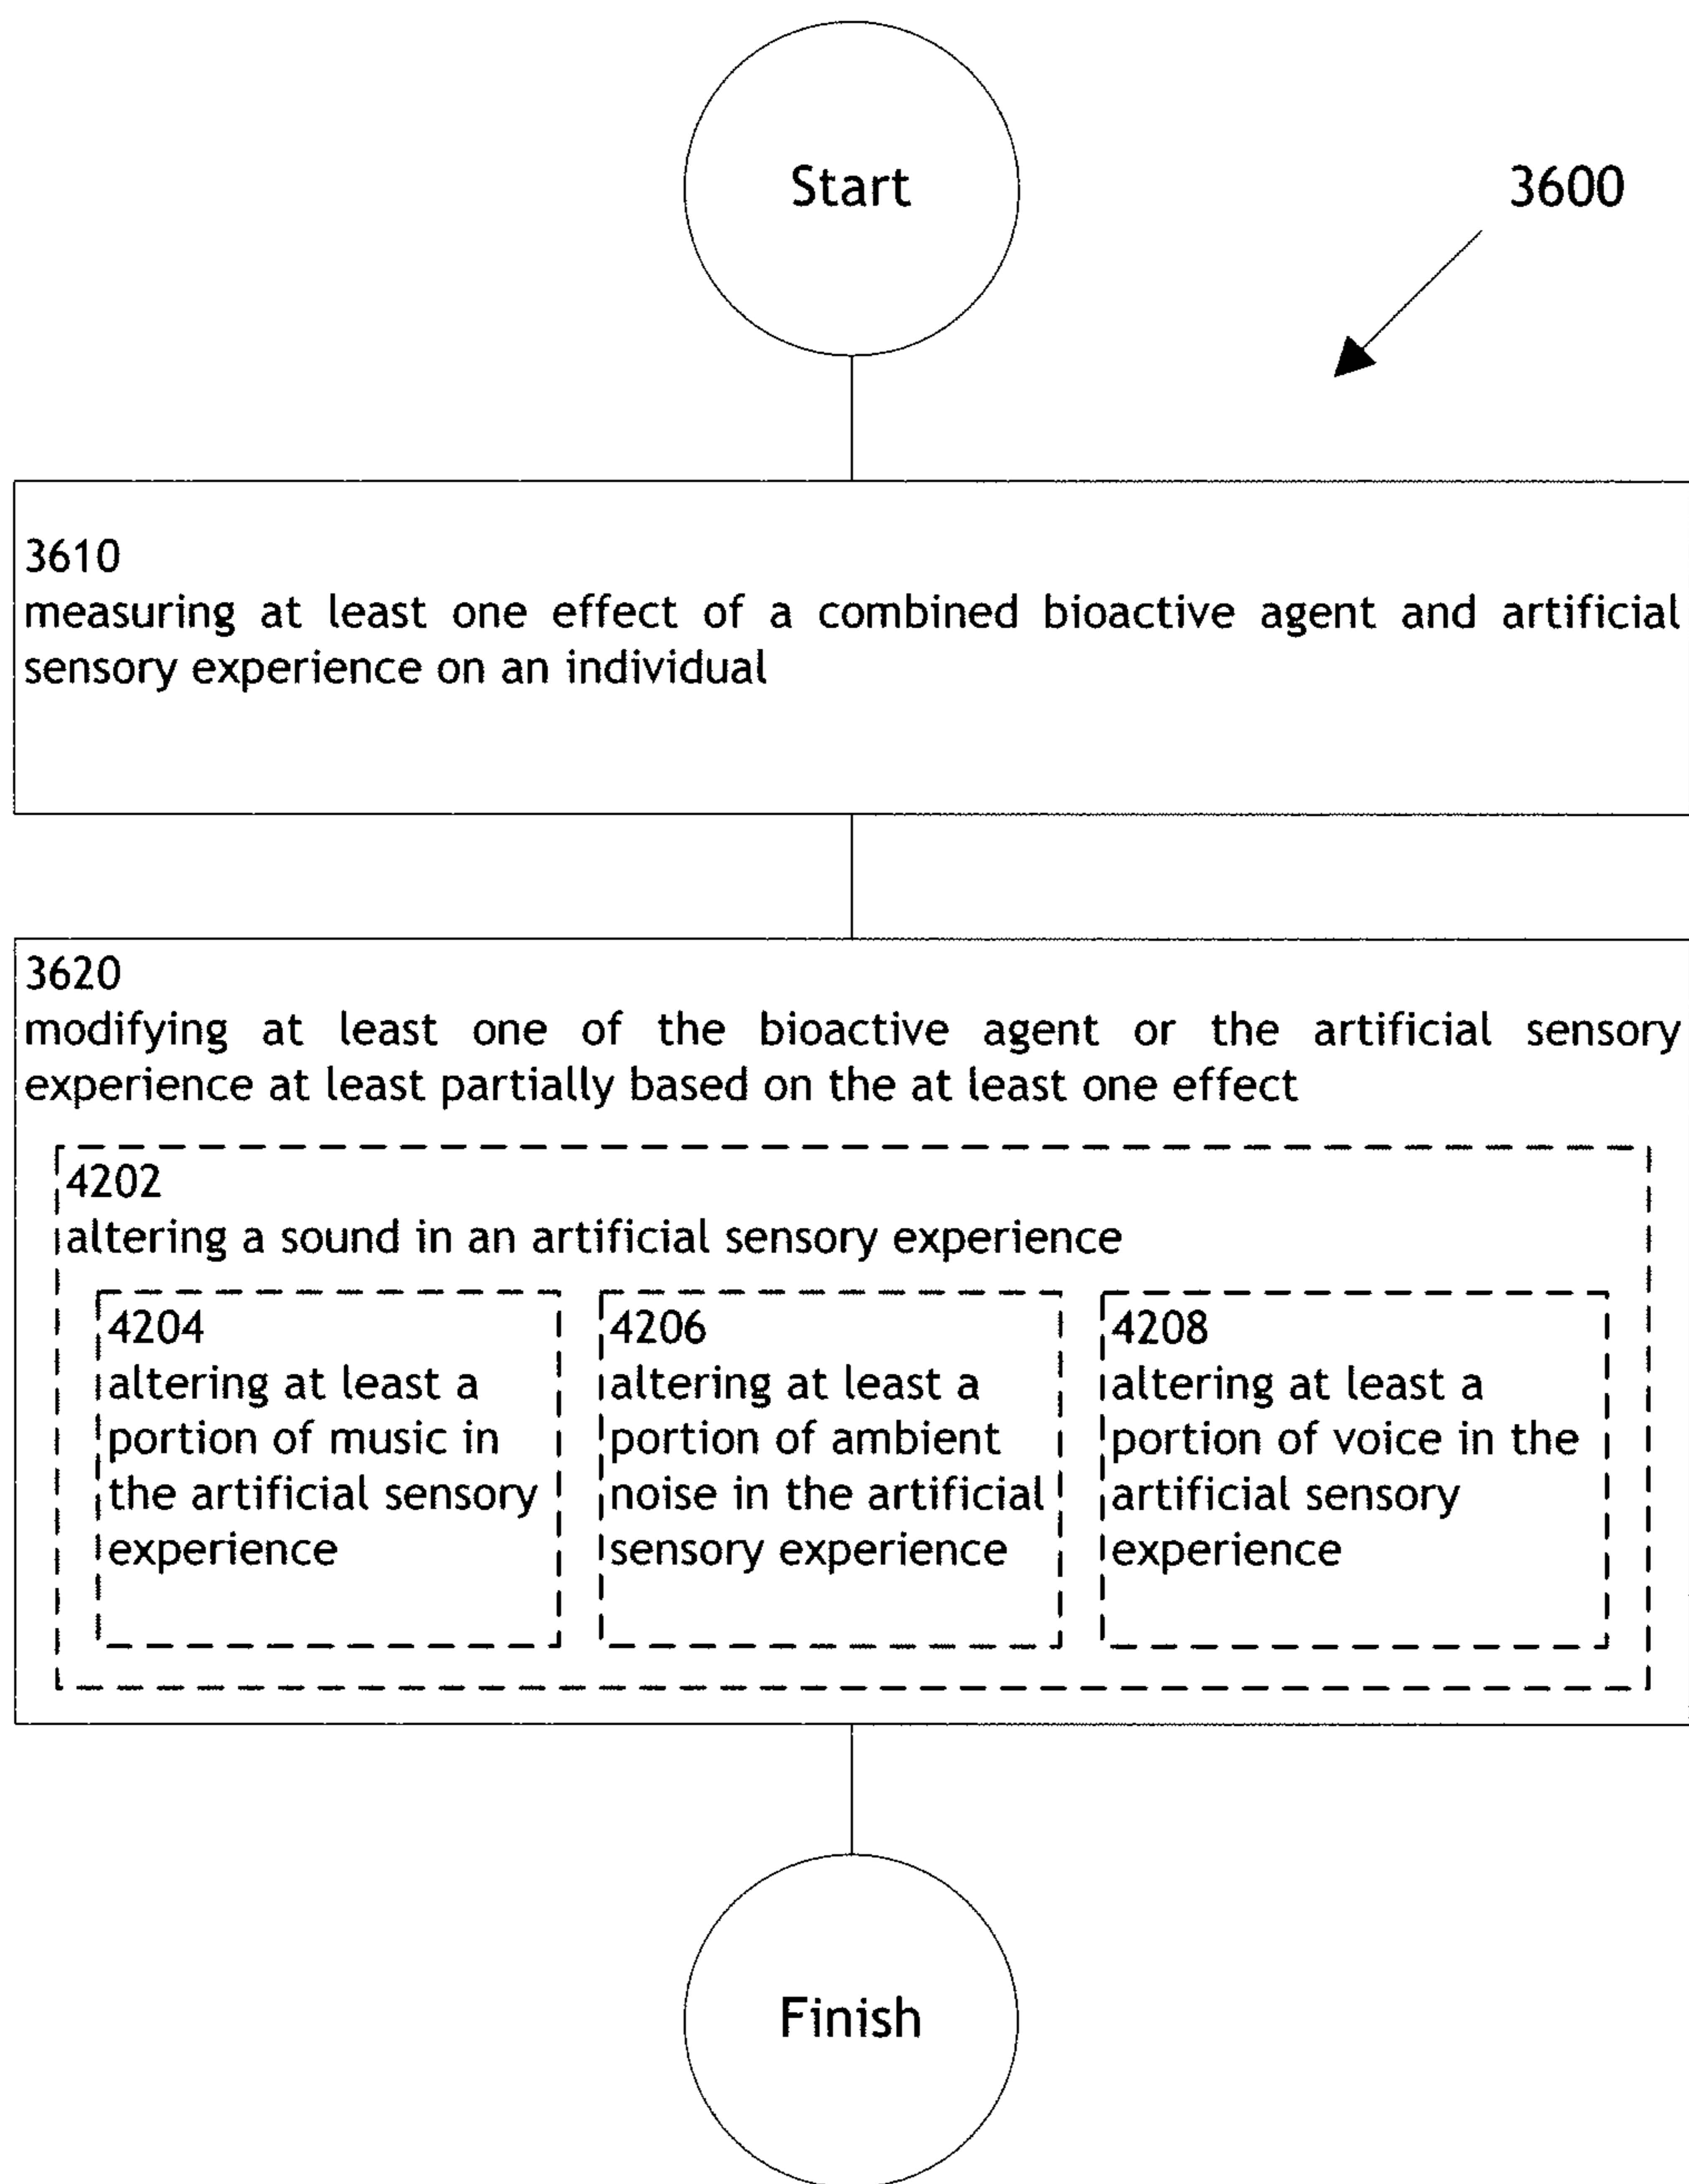 Start
3600
3610
measuring at least one effect of a combined bioactive agent and artificial
sensory experience on an individual
3620
modifying at least one of the bioactive agent or the artificial sensory
experience at least partially based on the at least one effect
4202
altering a sound in an artificial sensory experience
4204
altering at least a
portion of music in
the artificial sensory
experience
4206
altering at least a
portion of ambient
noise in the artificial
sensory experience
4208
altering at least a
portion of voice in the
artificial sensory
experience
Finish